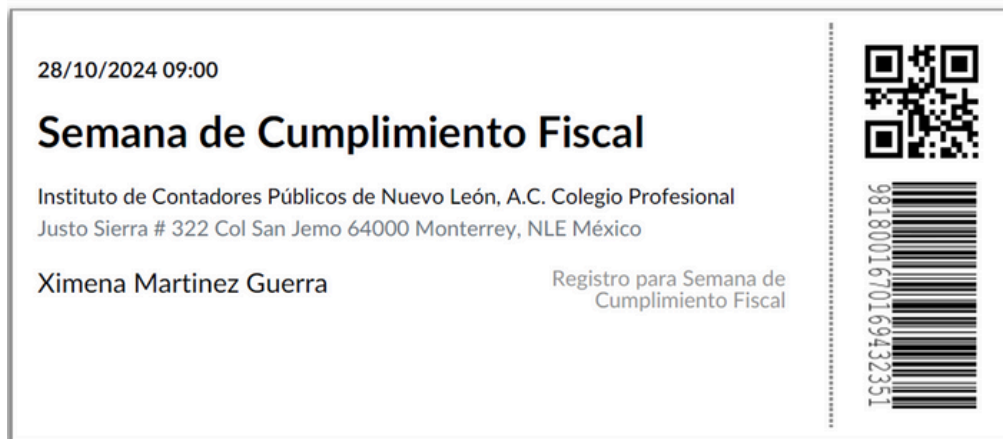 28/10/2024 09:00
Semana de Cumplimiento Fiscal
Instituto de Contadores Públicos de Nuevo León, A.C. Colegio Profesional
Justo Sierra # 322 Col San Jemo 64000 Monterrey, NLE México
Ximena Martinez Guerra
Registro para Semana de
Cumplimiento Fiscal
9818001670169432351